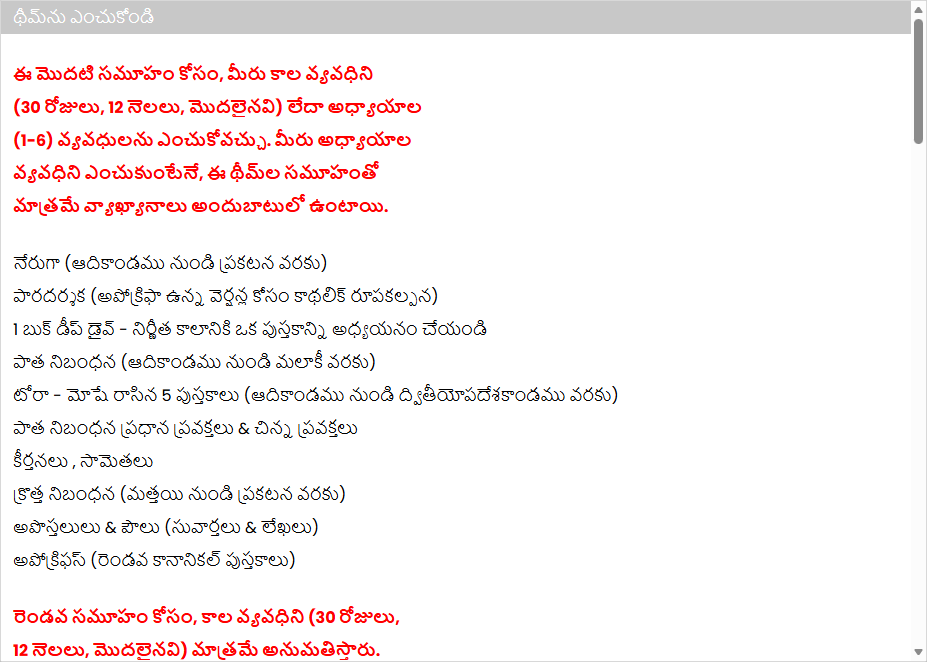 థీమ్‌ను ఎంచుకోండి
ఈ మొదటి సమూహం కోసం, మీరు కాల వ్యవధిని
(30 రోజులు, 12 నెలలు, మొదలైనవి) లేదా అధ్యాయాల
(1-6) వ్యవధులను ఎంచుకోవచ్చు. మీరు అధ్యాయాల
వ్యవధిని ఎంచుకుంటేనే, ఈ థీమ్‌ల సమూహంతో
మాత్రమే వ్యాఖ్యానాలు అందుబాటులో ఉంటాయి.
నేరుగా (ఆదికాండము నుండి ప్రకటన వరకు)
పారదర్శక (అపోక్రిఫా ఉన్న వెర్షన్ల కోసం కాథలిక్ రూపకల్పన)
1 బుక్ డీప్ డైవ్ - నిర్ణీత కాలానికి ఒక పుస్తకాన్ని అధ్యయనం చేయండి
పాత నిబంధన (ఆదికాండము నుండి మలాకీ వరకు)
టోరా - మోషే రాసిన 5 పుస్తకాలు (ఆదికాండము నుండి ద్వితీయోపదేశకాండము వరకు)
పాత నిబంధన ప్రధాన ప్రవక్తలు & చిన్న ప్రవక్తలు
కీర్తనలు , సామెతలు
క్రొత్త నిబంధన (మత్తయి నుండి ప్రకటన వరకు)
అపొస్తలులు & పౌలు (సువార్తలు & లేఖలు)
అపోక్రిఫస్ (రెండవ కానానికల్ పుస్తకాలు)
రెండవ సమూహం కోసం, కాల వ్యవధిని (30 రోజులు,
12 నెలలు, మొదలైనవి) మాత్రమే అనుమతిస్తారు.